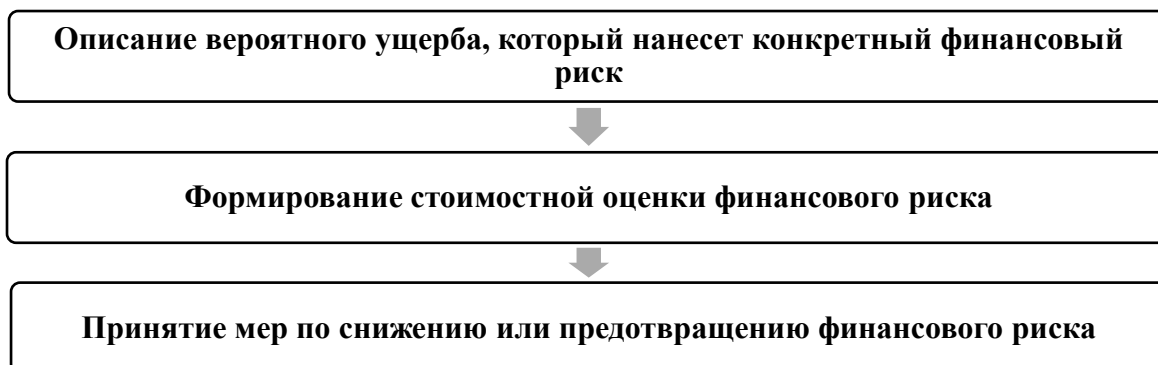 Описание вероятного ущерба, который нанесет конкретный финансовый
риск
Формирование стоимостной оценки финансового риска
Принятие мер по снижению или предотвращению финансового риска